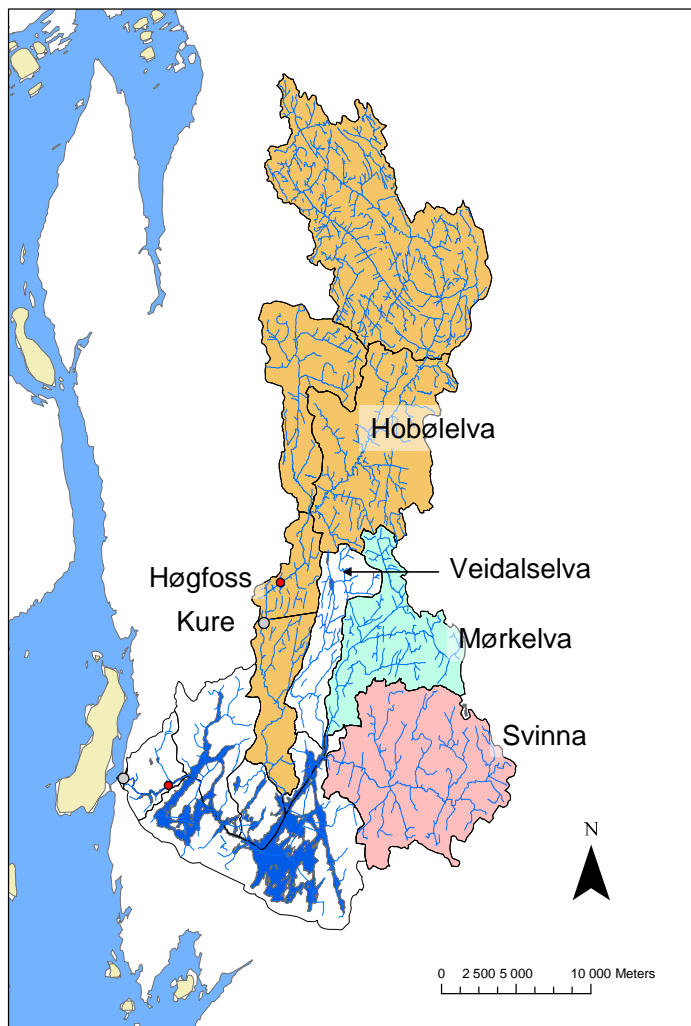 Hobølelva
Høgfoss
Veidalselva
Kure
Mørkelva
Svinna
N
0 2 500 5 000 10 000 Meters